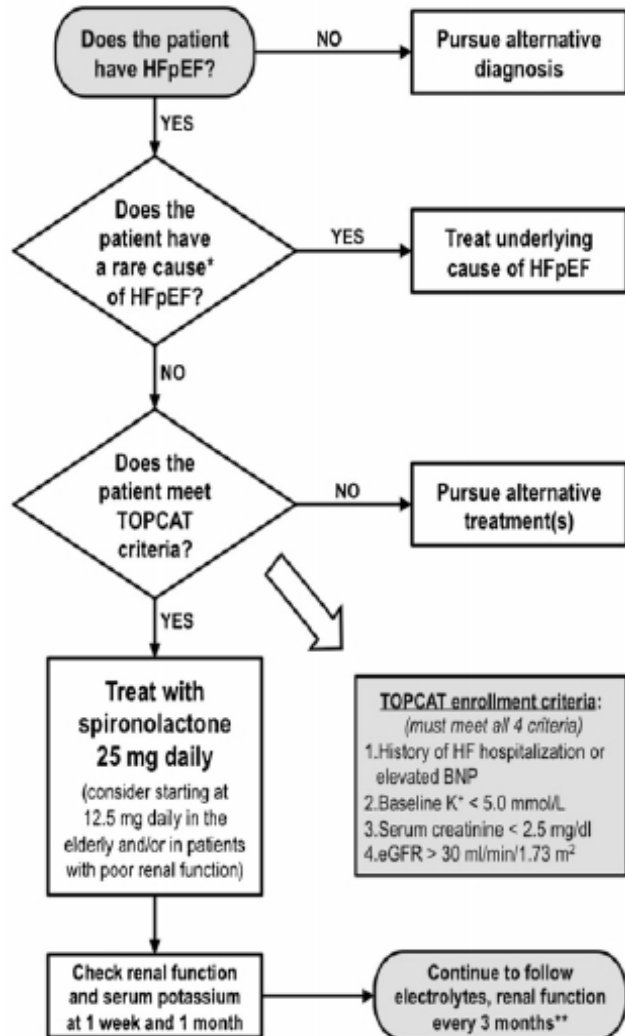 Does the patient
have HFpEF?
NO
Pursue alternative
diagnosis
YES
Does the
patient have
a rare cause*
of HFpEF?
YES
Treat underlying
cause of HFpEF
NO
Does the
patient meet
TOPCAT
criteria?
NO
Pursue alternative
treatment(s)
YES
Treat with
spironolactone
25 mg daily
(consider starting at
12.5 mg daily in the
elderly and/or in patients
with poor renal function)
TOPCAT enrollment criteria:
(must meet all 4 criteria)
1.History of HF hospitalization or
elevated BNP
2.Baseline K⁺ < 5.0 mmol/L
3.Serum creatinine < 2.5 mg/dl
4.eGFR > 30 ml/min/1.73 m²
Check renal function
and serum potassium
at 1 week and 1 month
Continue to follow
electrolytes, renal function
every 3 months**